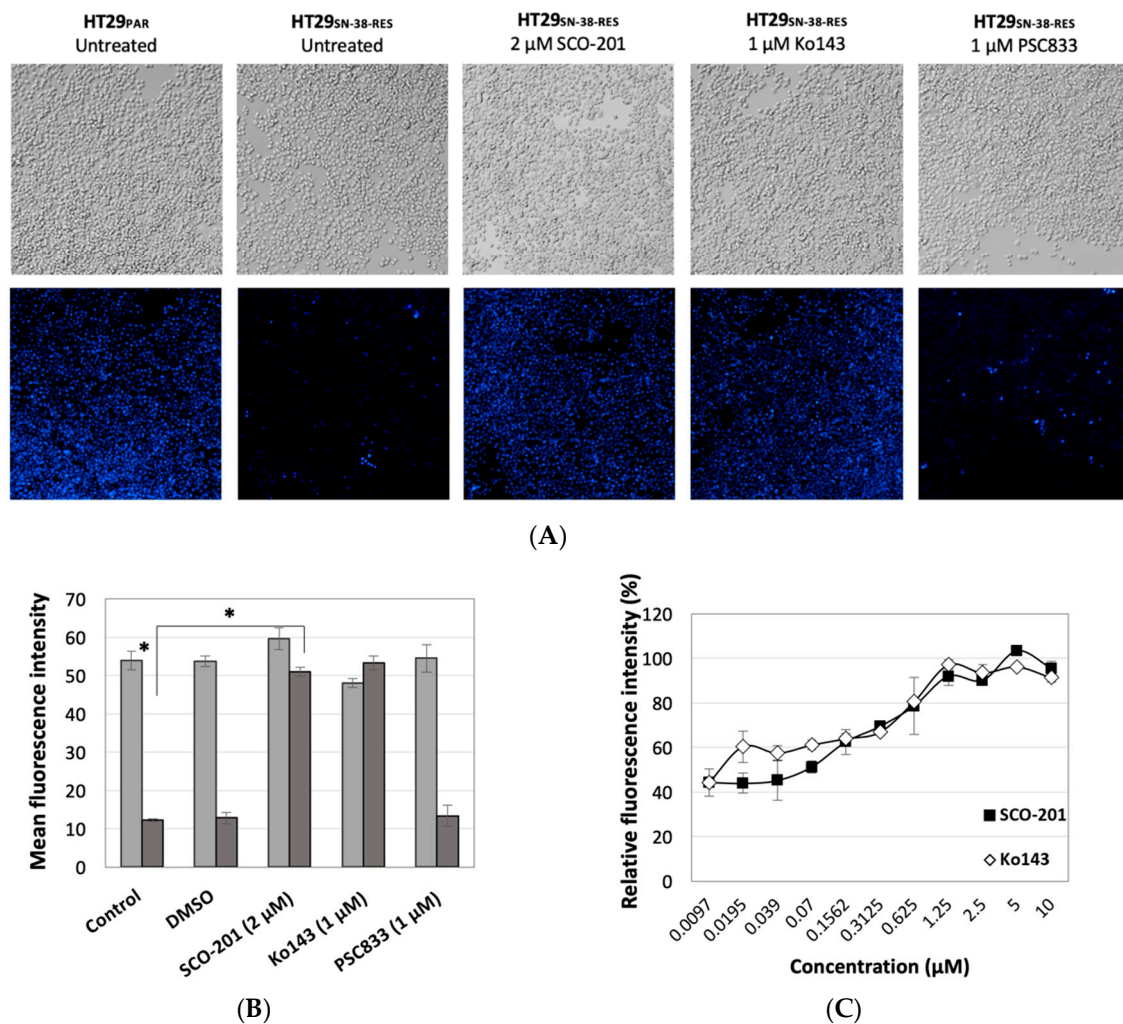 HT29PAR
Untreated
HT29SN-38-RES
Untreated
HT29SN-38-RES
2 µM SCO-201
HT29SN-38-RES
1 µM Ko143
HT29SN-38-RES
1 µM PSC833
(A)
Mean fluorescence intensity
70
60
50
40
30
20
10
0
*
*
Control
DMSO
SCO-201 (2 µM)
Ko143 (1 µM)
PSC833 (1 µM)
(B)
Relative fluorescence intensity (%)
120
100
80
60
40
20
0
SCO-201
Ko143
0.0097
0.0195
0.039
0.07
0.1562
0.3125
0.625
1.25
2.5
5
10
Concentration (µM)
(C)